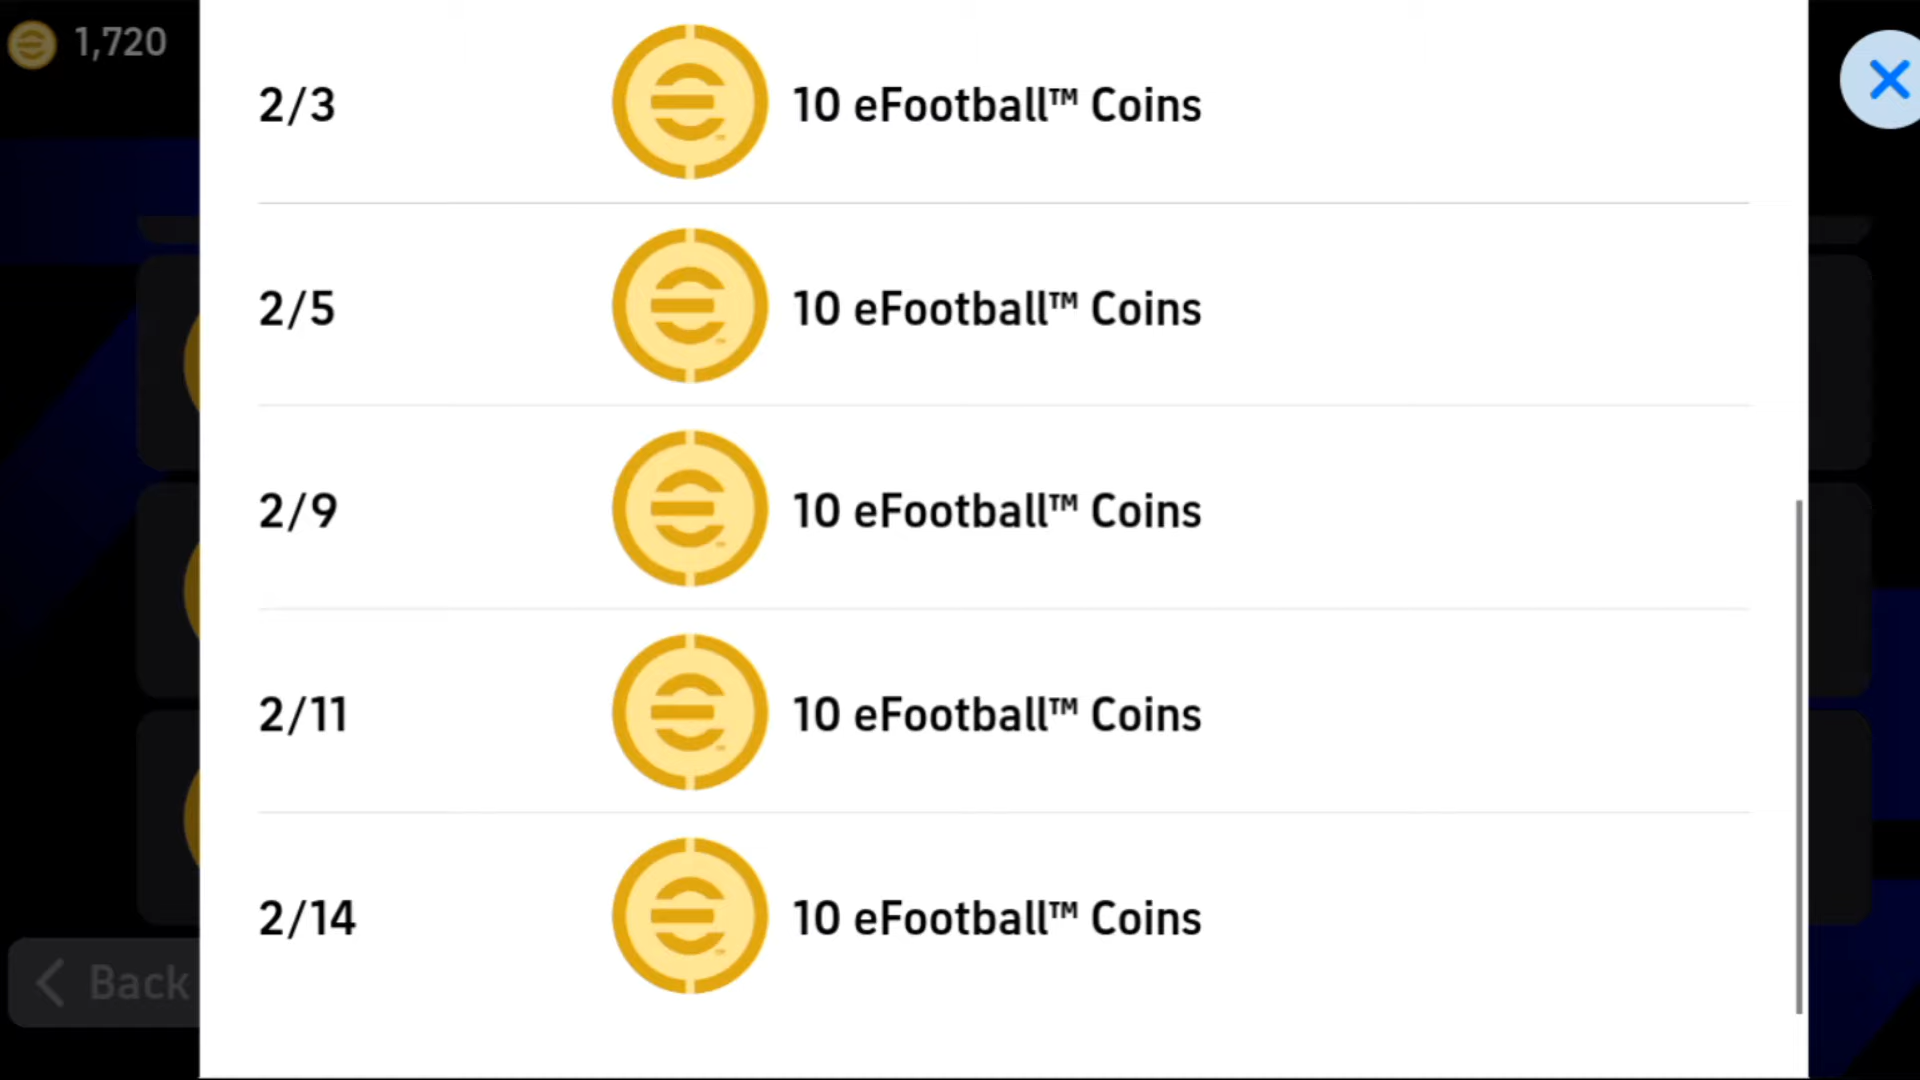 1,720
2/3 10 eFootball™ Coins
2/5 10 eFootball™ Coins
2/9 10 eFootball™ Coins
2/11 10 eFootball™ Coins
2/14 10 eFootball™ Coins
Back